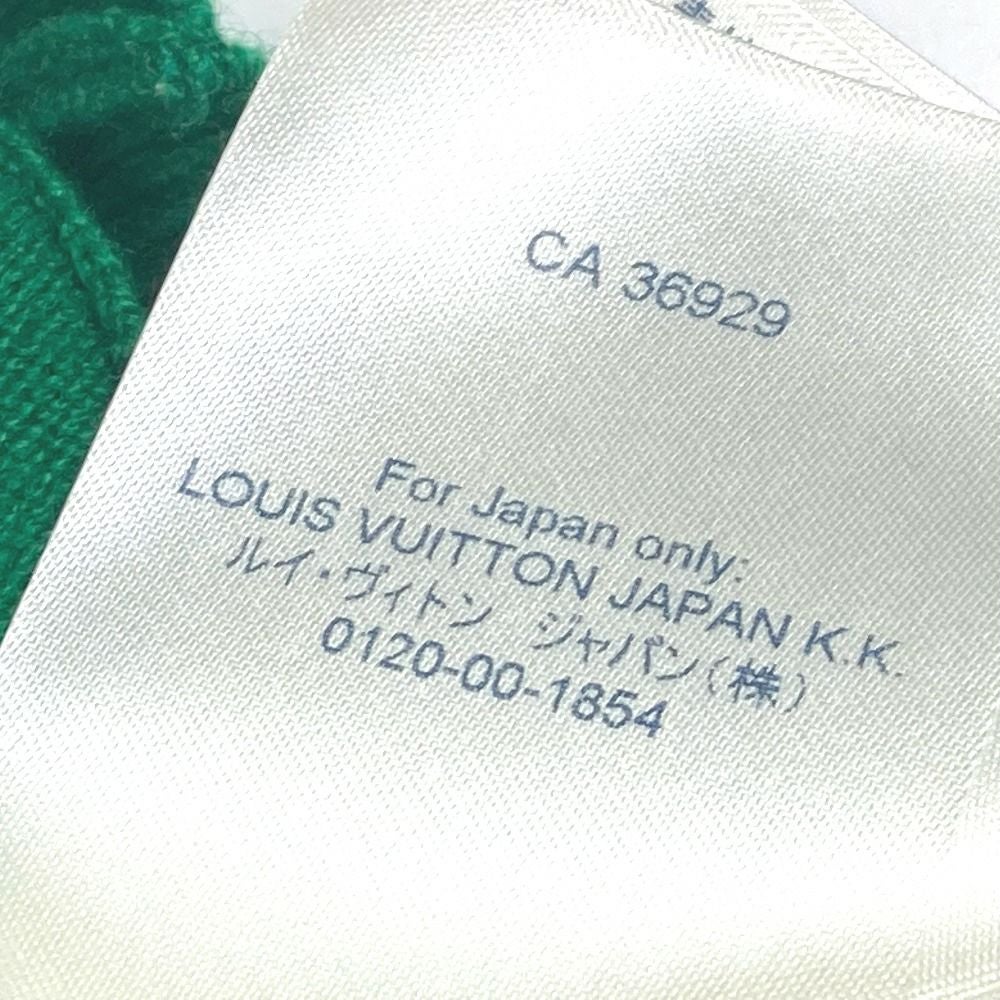 CA 36929
For Japan only:
LOUIS VUITTON JAPAN K.K.
ルイ・ヴィトン ジャパン(株)
0120-00-1854